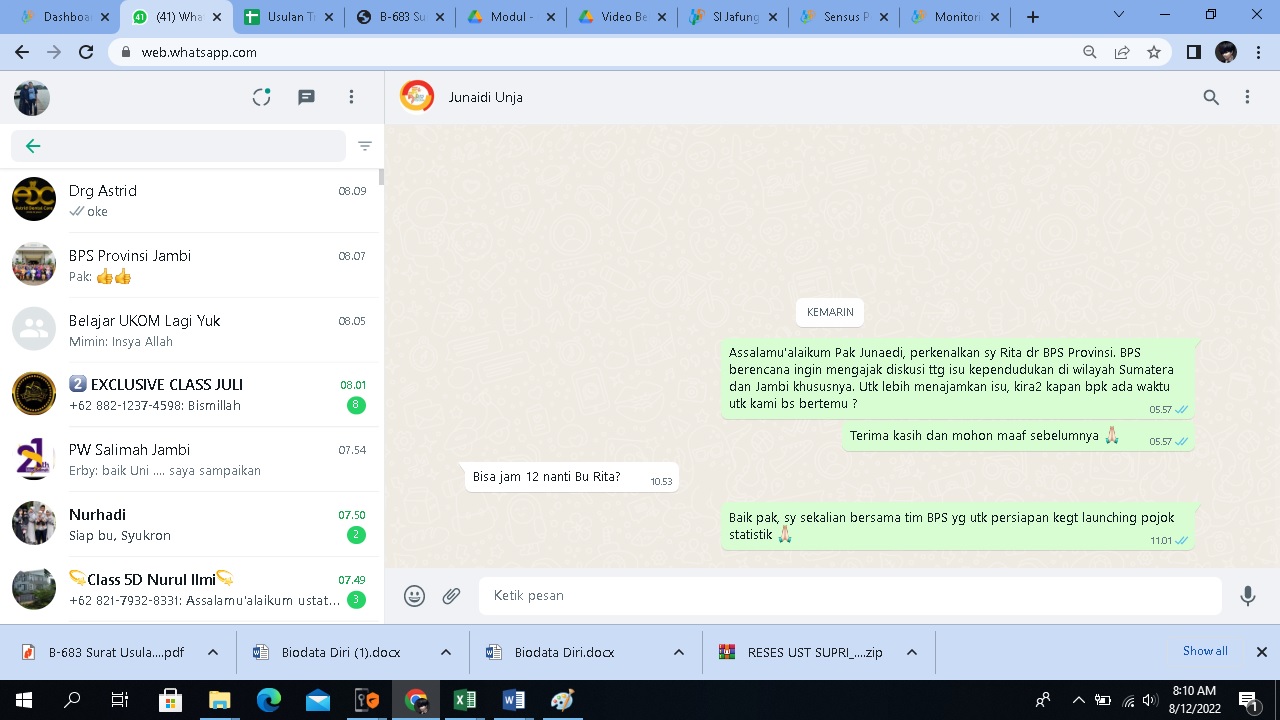 Dashboa
(41) Wha
Usulan Ti
B-683 Su
Modul -
Video Be
SIJafung
Sensus P
Monitori
web.whatsapp.com
Junaidi Unja
Drg Astrid
08.09
oke
BPS Provinsi Jambi
08.07
Pak: 👍👍
Belajar UKOM Lagi Yuk
08.05
Mimin: Insya Allah
2️⃣ EXCLUSIVE CLASS JULI
08.01
+62 882-1237-4598: Bismillah
8
PW Salimah Jambi
07.54
Erby: baik Uni .... saya sampaikan
Nurhadi
07.50
Siap bu, Syukron
2
💫Class 5D Nurul Ilmi💫
07.49
+62 821-7932-8331: Assalamu'alaikum ustat...
3
KEMARIN
Assalamu'alaikum Pak Junaedi, perkenalkan sy Rita dr BPS Provinsi. BPS
berencana ingin mengajak diskusi ttg isu kependudukan di wilayah Sumatera
dan Jambi khususnya. Utk lebih menajamkan isu, kira2 kapan bpk ada waktu
utk kami bs bertemu ?
05.57
Terima kasih dan mohon maaf sebelumnya 🙏🏻
05.57
Bisa jam 12 nanti Bu Rita?
10.53
Baik pak, sy sekalian bersama tim BPS yg utk persiapan kegt launching pojok
statistik 🙏🏻
11.01
Ketik pesan
B-683 Surat Usula....pdf
Biodata Diri (1).docx
Biodata Diri.docx
RESES UST SUPRI_....zip
Show all
8:10 AM
8/12/2022
1